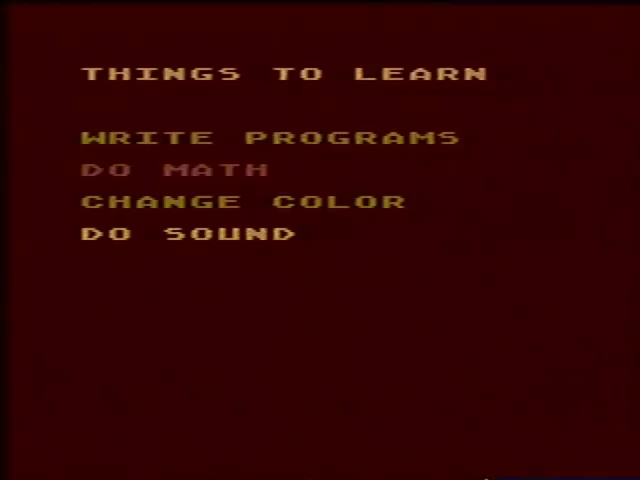 THINGS TO LEARN
WRITE PROGRAMS
DO MATH
CHANGE COLOR
DO SOUND